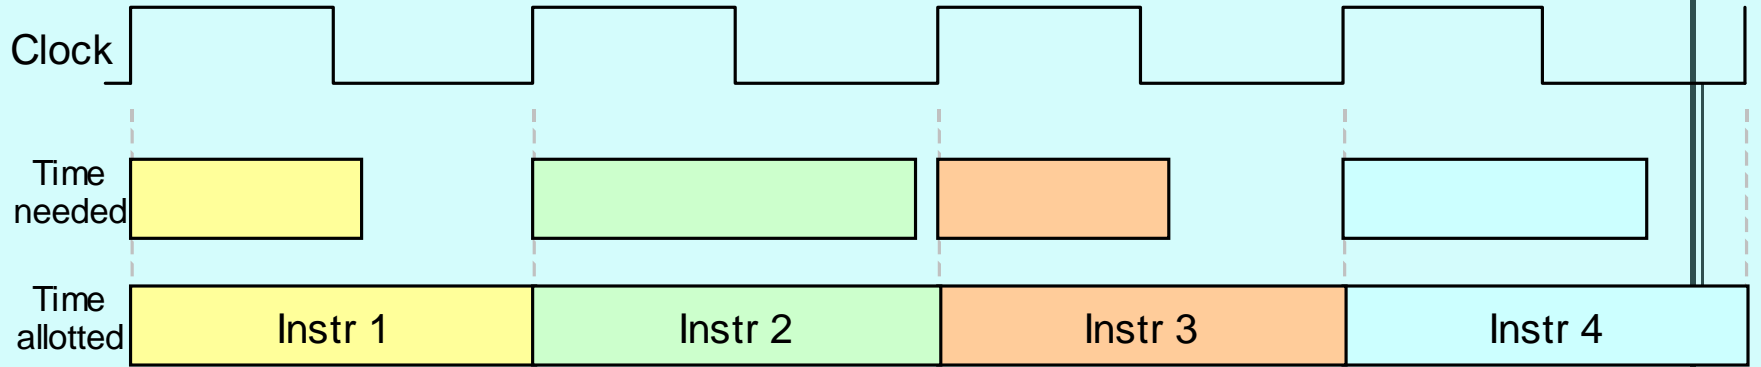 Clock
Time
needed
Time
allotted
Instr 1
Instr 2
Instr 3
Instr 4